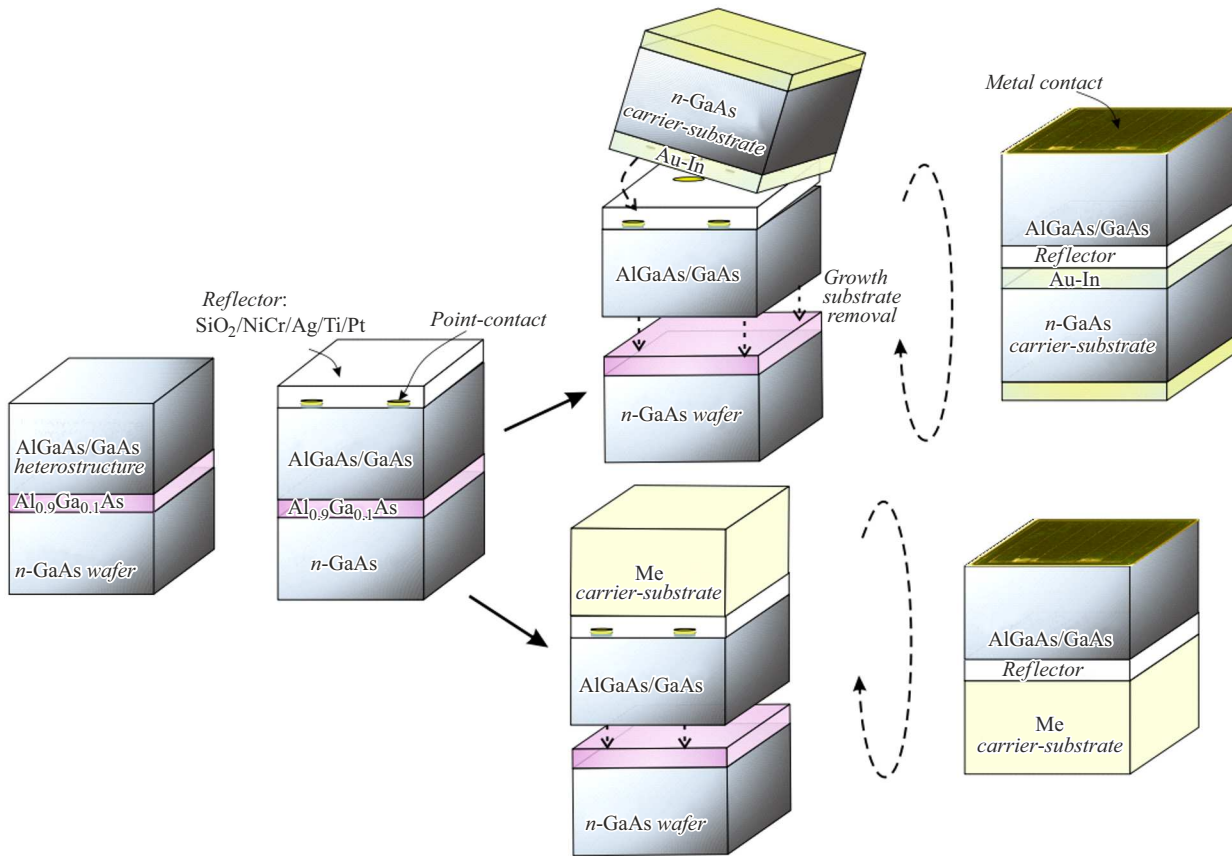 AlGaAs/GaAs
heterostructure
Al0.9Ga0.1As
n-GaAs wafer
Reflector:
SiO2/NiCr/Ag/Ti/Pt
Point-contact
AlGaAs/GaAs
Al0.9Ga0.1As
n-GaAs
n-GaAs
carrier-substrate
Au-In
AlGaAs/GaAs
Growth
substrate
removal
n-GaAs wafer
Metal contact
AlGaAs/GaAs
Reflector
Au-In
n-GaAs
carrier-substrate
Me
carrier-substrate
AlGaAs/GaAs
n-GaAs wafer
AlGaAs/GaAs
Reflector
Me
carrier-substrate